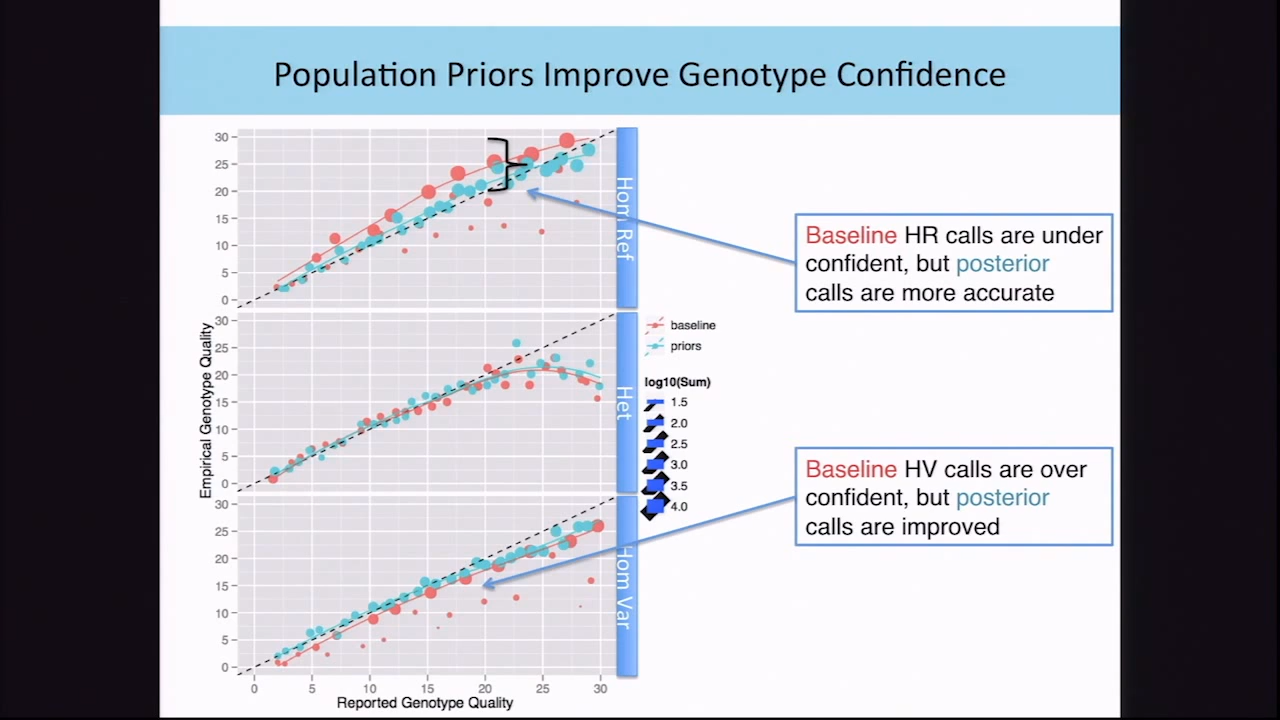 Population Priors Improve Genotype Confidence
30
25
20
15
10
5
0
Hom Ref
Baseline HR calls are under
confident, but posterior
calls are more accurate
30
25
20
15
10
5
0
Het
Empirical Genotype Quality
baseline
priors
log10(Sum)
1.5
2.0
2.5
3.0
3.5
4.0
Baseline HV calls are over
confident, but posterior
calls are improved
30
25
20
15
10
5
0
Hom Var
0 5 10 15 20 25 30
Reported Genotype Quality